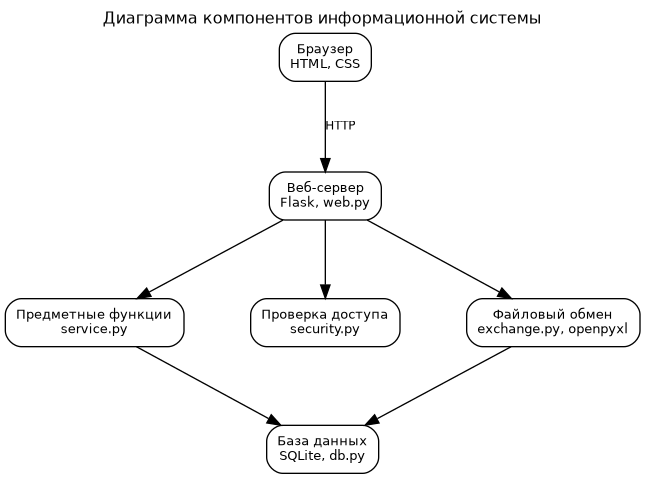 Диаграмма компонентов информационной системы
Браузер
HTML, CSS
HTTP
Веб-сервер
Flask, web.py
Предметные функции
service.py
Проверка доступа
security.py
Файловый обмен
exchange.py, openpyxl
База данных
SQLite, db.py